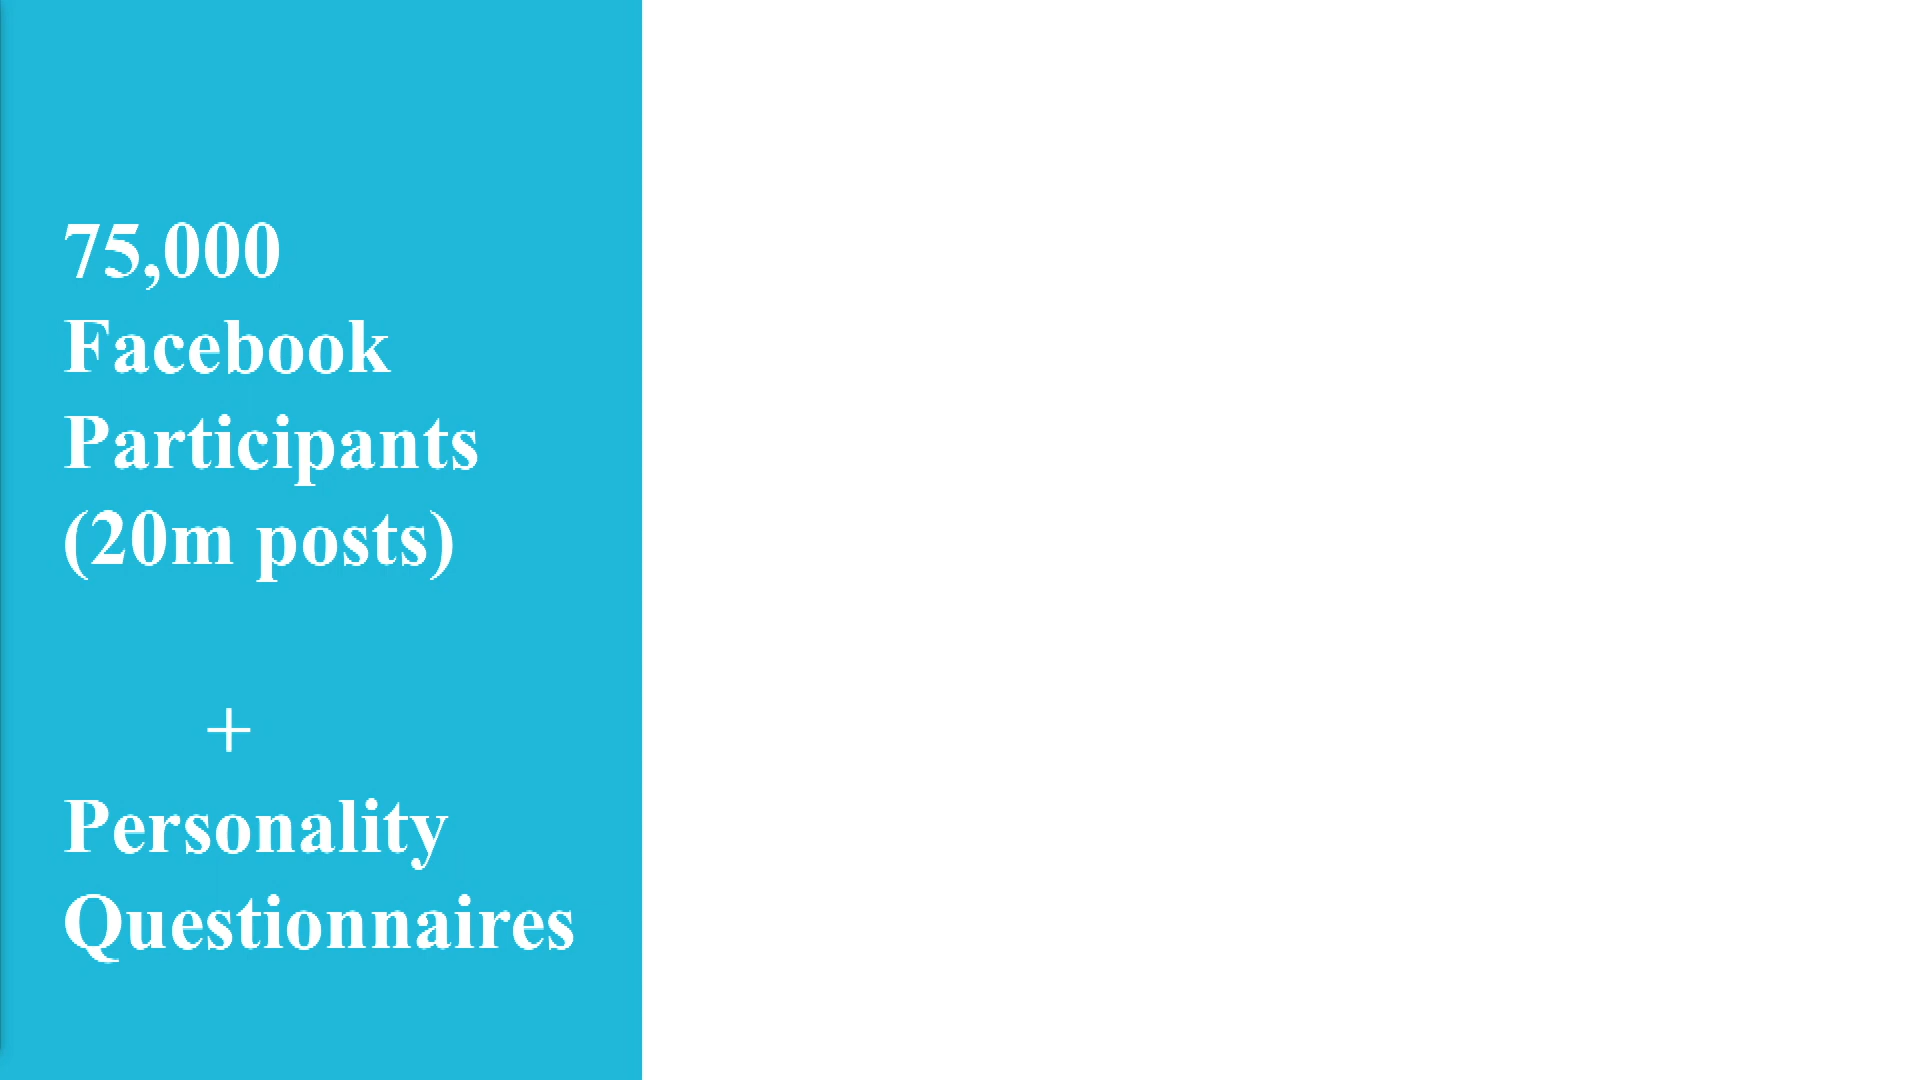 75,000
Facebook
Participants
(20m posts)
+
Personality
Questionnaires